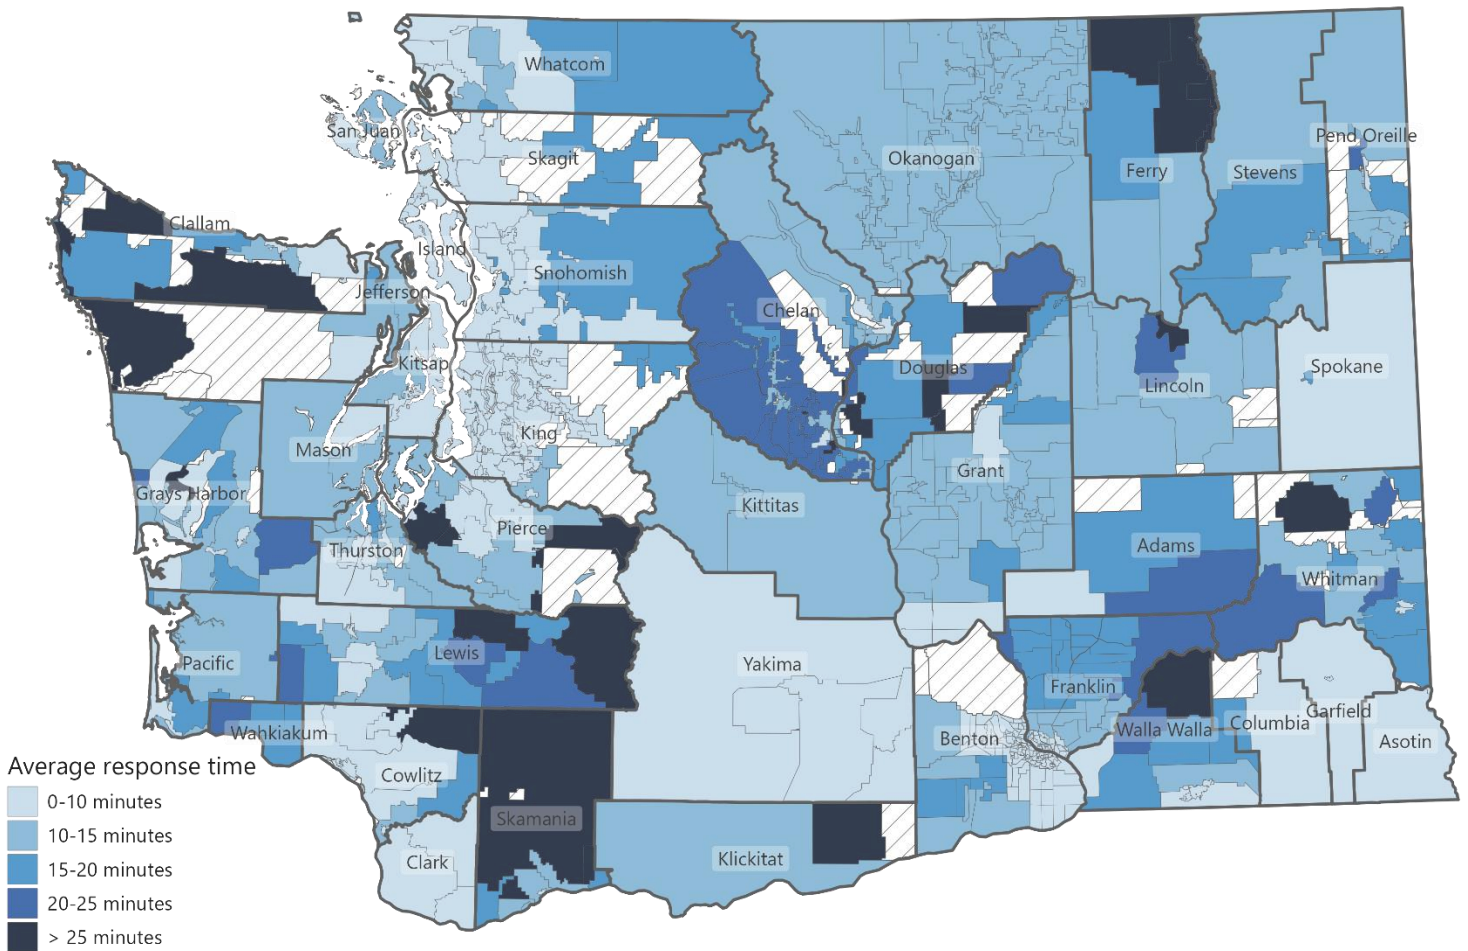 Whatcom
San Juan
Skagit
Okanogan
Pend Oreille
Ferry
Stevens
Clallam
Island
Snohomish
Jefferson
Chelan
Kitsap
Douglas
Spokane
Lincoln
King
Mason
Grant
Grays Harbor
Kittitas
Pierce
Thurston
Adams
Whitman
Lewis
Pacific
Yakima
Franklin
Garfield
Columbia
Walla Walla
Wahkiakum
Benton
Asotin
Cowlitz
Skamania
Clark
Klickitat
Average response time
0-10 minutes
10-15 minutes
15-20 minutes
20-25 minutes
> 25 minutes